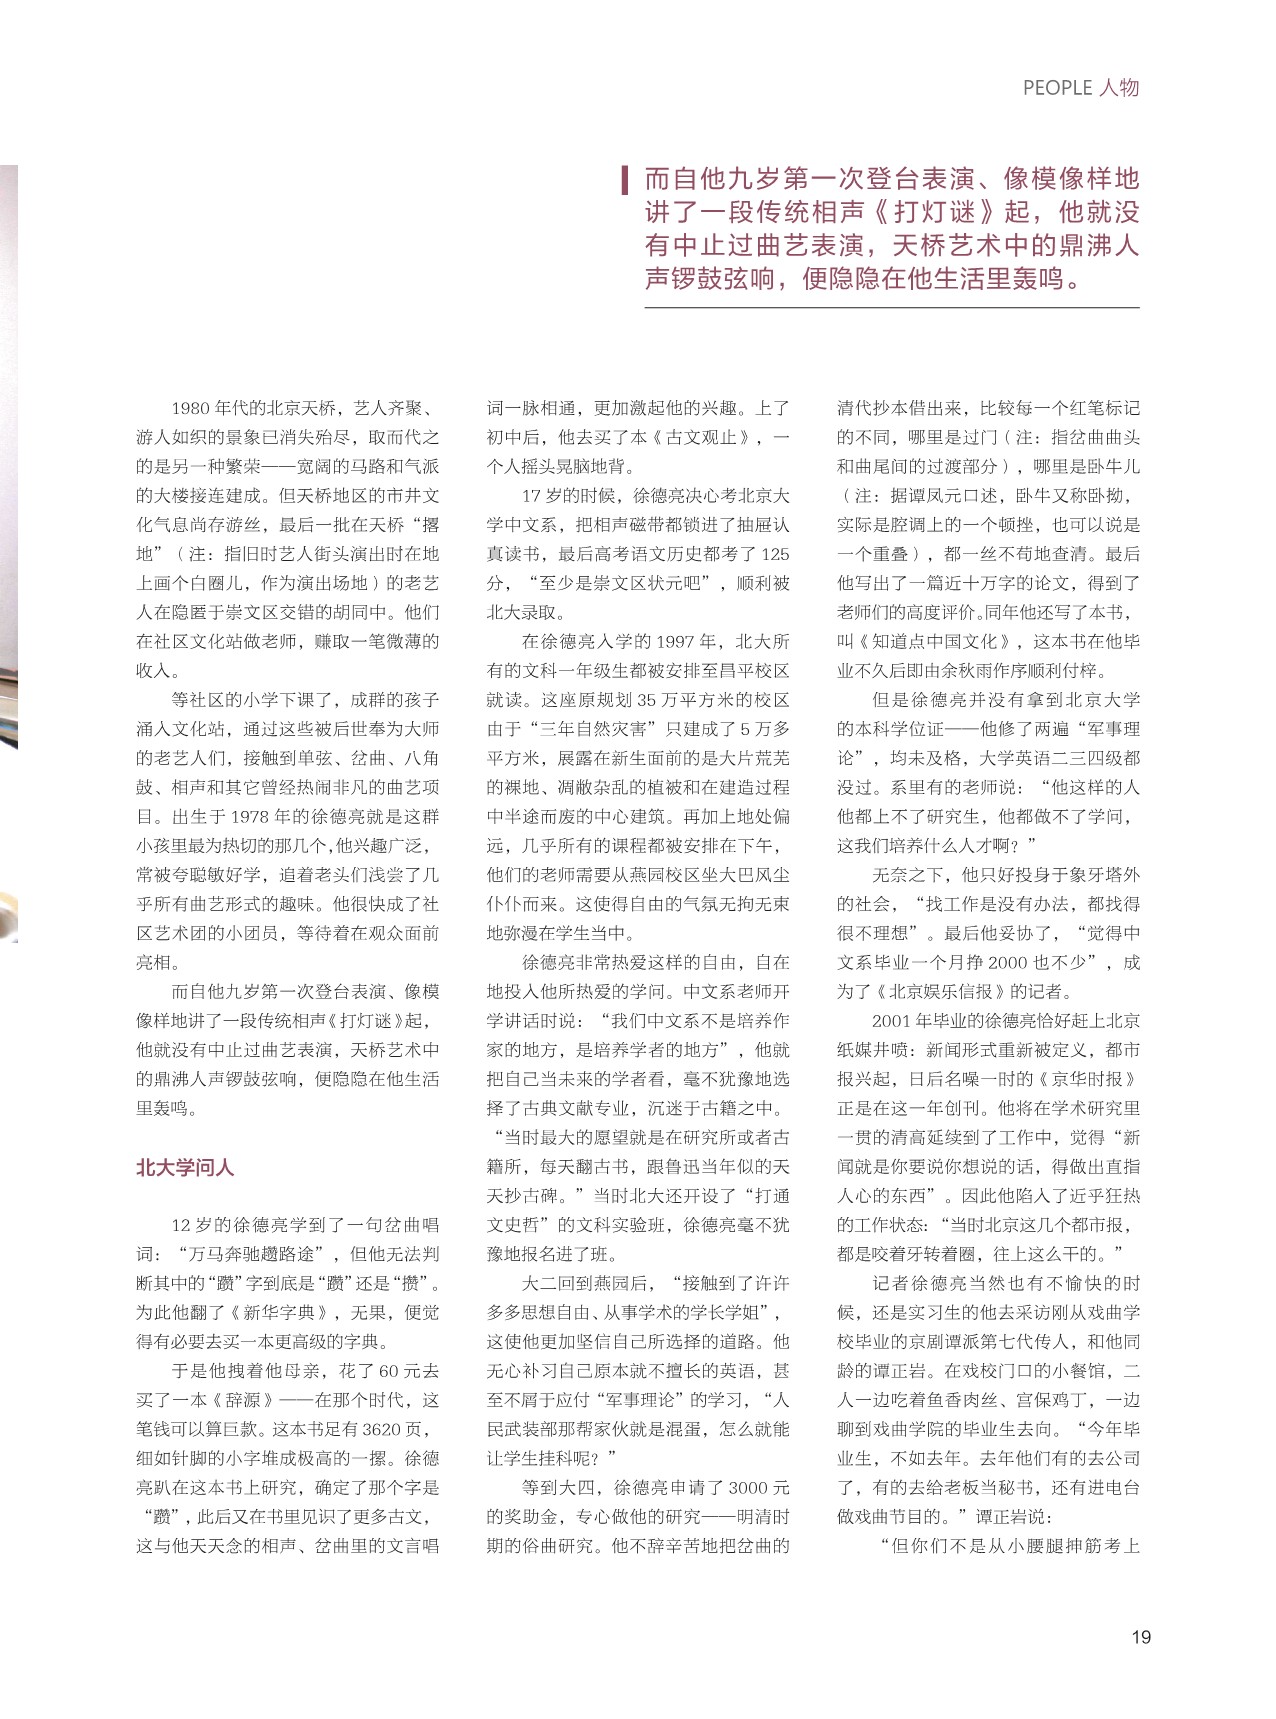 PEOPLE 人物
而自他九岁第一次登台表演、像模像样地
讲了一段传统相声《打灯谜》起，他就没
有中止过曲艺表演，天桥艺术中的鼎沸人
声锣鼓弦响，便隐隐在他生活里轰鸣。
1980 年代的北京天桥，艺人齐聚、
游人如织的景象已消失殆尽，取而代之
的是另一种繁荣——宽阔的马路和气派
的大楼接连建成。但天桥地区的市井文
化气息尚存游丝，最后一批在天桥“撂
地”（注：指旧时艺人街头演出时在地
上画个白圈儿，作为演出场地）的老艺
人在隐匿于崇文区交错的胡同中。他们
在社区文化站做老师，赚取一笔微薄的
收入。
等社区的小学下课了，成群的孩子
涌入文化站，通过这些被后世奉为大师
的老艺人们，接触到单弦、岔曲、八角
鼓、相声和其它曾经热闹非凡的曲艺项
目。出生于 1978 年的徐德亮就是这群
小孩里最为热切的那几个，他兴趣广泛，
常被夸聪敏好学，追着老头们浅尝了几
乎所有曲艺形式的趣味。他很快成了社
区艺术团的小团员，等待着在观众面前
亮相。
而自他九岁第一次登台表演、像模
像样地讲了一段传统相声《打灯谜》起，
他就没有中止过曲艺表演，天桥艺术中
的鼎沸人声锣鼓弦响，便隐隐在他生活
里轰鸣。
北大学问人
12 岁的徐德亮学到了一句岔曲唱
词：“万马奔驰趱路途”，但他无法判
断其中的“趱”字到底是“趱”还是“攒”。
为此他翻了《新华字典》，无果，便觉
得有必要去买一本更高级的字典。
于是他拽着他母亲，花了 60 元去
买了一本《辞源》——在那个时代，这
笔钱可以算巨款。这本书足有 3620 页，
细如针脚的小字堆成极高的一摞。徐德
亮趴在这本书上研究，确定了那个字是
“趱”，此后又在书里见识了更多古文，
这与他天天念的相声、岔曲里的文言唱
词一脉相通，更加激起他的兴趣。上了
初中后，他去买了本《古文观止》，一
个人摇头晃脑地背。
17 岁的时候，徐德亮决心考北京大
学中文系，把相声磁带都锁进了抽屉认
真读书，最后高考语文历史都考了 125
分，“至少是崇文区状元吧”，顺利被
北大录取。
在徐德亮入学的 1997 年，北大所
有的文科一年级生都被安排至昌平校区
就读。这座原规划 35 万平方米的校区
由于“三年自然灾害”只建成了 5 万多
平方米，展露在新生面前的是大片荒芜
的裸地、凋敝杂乱的植被和在建造过程
中半途而废的中心建筑。再加上地处偏
远，几乎所有的课程都被安排在下午，
他们的老师需要从燕园校区坐大巴风尘
仆仆而来。这使得自由的气氛无拘无束
地弥漫在学生当中。
徐德亮非常热爱这样的自由，自在
地投入他所热爱的学问。中文系老师开
学讲话时说：“我们中文系不是培养作
家的地方，是培养学者的地方”，他就
把自己当未来的学者看，毫不犹豫地选
择了古典文献专业，沉迷于古籍之中。
“当时最大的愿望就是在研究所或者古
籍所，每天翻古书，跟鲁迅当年似的天
天抄古碑。”当时北大还开设了“打通
文史哲”的文科实验班，徐德亮毫不犹
豫地报名进了班。
大二回到燕园后，“接触到了许许
多多思想自由、从事学术的学长学姐”，
这使他更加坚信自己所选择的道路。他
无心补习自己原本就不擅长的英语，甚
至不屑于应付“军事理论”的学习，“人
民武装部那帮家伙就是混蛋，怎么就能
让学生挂科呢？”
等到大四，徐德亮申请了 3000 元
的奖助金，专心做他的研究——明清时
期的俗曲研究。他不辞辛苦地把岔曲的
清代抄本借出来，比较每一个红笔标记
的不同，哪里是过门（注：指岔曲曲头
和曲尾间的过渡部分），哪里是卧牛儿
（注：据谭凤元口述，卧牛又称卧拗，
实际是腔调上的一个顿挫，也可以说是
一个重叠），都一丝不苟地查清。最后
他写出了一篇近十万字的论文，得到了
老师们的高度评价。同年他还写了本书，
叫《知道点中国文化》，这本书在他毕
业不久后即由余秋雨作序顺利付梓。
但是徐德亮并没有拿到北京大学
的本科学位证——他修了两遍“军事理
论”，均未及格，大学英语二三四级都
没过。系里有的老师说：“他这样的人
他都上不了研究生，他都做不了学问，
这我们培养什么人才啊？”
无奈之下，他只好投身于象牙塔外
的社会，“找工作是没有办法，都找得
很不理想”。最后他妥协了，“觉得中
文系毕业一个月挣 2000 也不少”，成
为了《北京娱乐信报》的记者。
2001 年毕业的徐德亮恰好赶上北京
纸媒井喷：新闻形式重新被定义，都市
报兴起，日后名噪一时的《京华时报》
正是在这一年创刊。他将在学术研究里
一贯的清高延续到了工作中，觉得“新
闻就是你要说你想说的话，得做出直指
人心的东西”。因此他陷入了近乎狂热
的工作状态：“当时北京这几个都市报，
都是咬着牙转着圈，往上这么干的。”
记者徐德亮当然也有不愉快的时
候，还是实习生的他去采访刚从戏曲学
校毕业的京剧谭派第七代传人，和他同
龄的谭正岩。在戏校门口的小餐馆，二
人一边吃着鱼香肉丝、宫保鸡丁，一边
聊到戏曲学院的毕业生去向。“今年毕
业生，不如去年。去年他们有的去公司
了，有的去给老板当秘书，还有进电台
做戏曲节目的。”谭正岩说：
“但你们不是从小腰腿抻筋考上
19